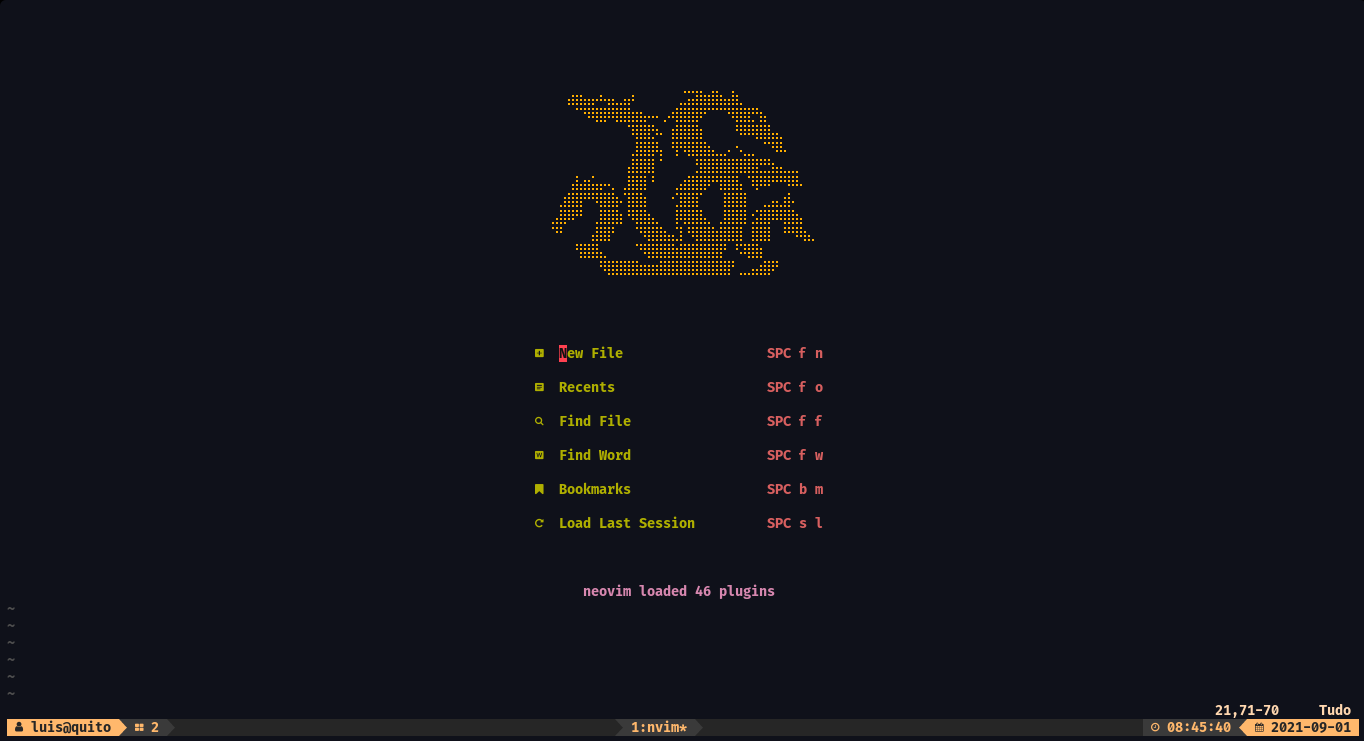 New File SPC f n
Recents SPC f o
Find File SPC f f
Find Word SPC f w
Bookmarks SPC b m
Load Last Session SPC s l
neovim loaded 46 plugins
~
~
~
~
~
~
21,71-70 Tudo
luis@quito 2 1:nvim* 08:45:40 2021-09-01